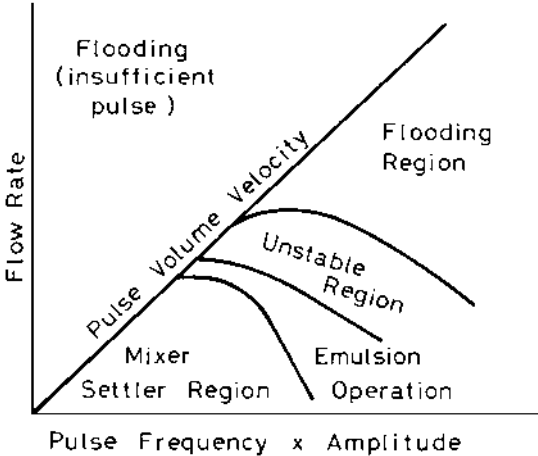 Flooding
(insufficient
pulse)
Flooding
Region
Flow Rate
Pulse Volume Velocity
Unstable
Region
Mixer
Settler Region
Emulsion
Operation
Pulse Frequency x Amplitude